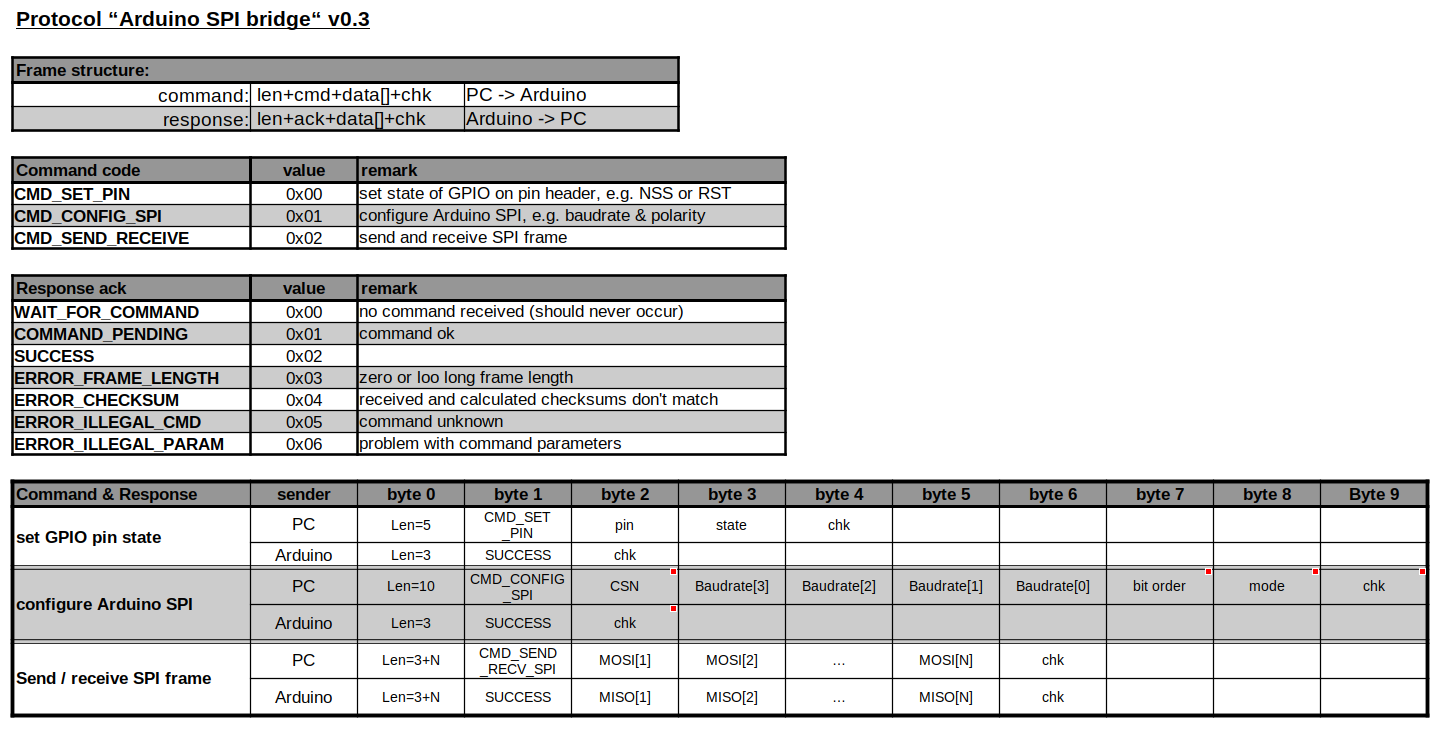 Protocol “Arduino SPI bridge“ v0.3
Frame structure:
command: len+cmd+data[]+chk PC -> Arduino
response: len+ack+data[]+chk Arduino -> PC
Command code value remark
CMD_SET_PIN 0x00 set state of GPIO on pin header, e.g. NSS or RST
CMD_CONFIG_SPI 0x01 configure Arduino SPI, e.g. baudrate & polarity
CMD_SEND_RECEIVE 0x02 send and receive SPI frame
Response ack value remark
WAIT_FOR_COMMAND 0x00 no command received (should never occur)
COMMAND_PENDING 0x01 command ok
SUCCESS 0x02
ERROR_FRAME_LENGTH 0x03 zero or loo long frame length
ERROR_CHECKSUM 0x04 received and calculated checksums don't match
ERROR_ILLEGAL_CMD 0x05 command unknown
ERROR_ILLEGAL_PARAM 0x06 problem with command parameters
Command & Response sender byte 0 byte 1 byte 2 byte 3 byte 4 byte 5 byte 6 byte 7 byte 8 Byte 9
set GPIO pin state
PC Len=5 CMD_SET
_PIN pin state chk
Arduino Len=3 SUCCESS chk
configure Arduino SPI
PC Len=10 CMD_CONFIG
_SPI CSN Baudrate[3] Baudrate[2] Baudrate[1] Baudrate[0] bit order mode chk
Arduino Len=3 SUCCESS chk
Send / receive SPI frame
PC Len=3+N CMD_SEND
_RECV_SPI MOSI[1] MOSI[2] ... MOSI[N] chk
Arduino Len=3+N SUCCESS MISO[1] MISO[2] ... MISO[N] chk